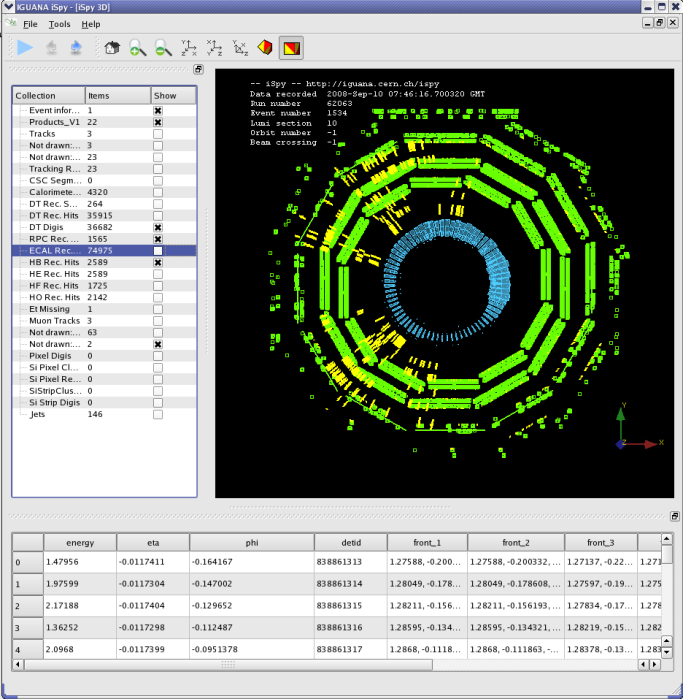 IGUANA iSpy - [iSpy 3D]
File Tools Help
Collection Items Show
Event infor... 1
Products_V1 22
Tracks 3
Not drawn:... 3
Not drawn:... 23
Tracking R... 23
CSC Segm... 0
Calorimete... 4320
DT Rec. S... 264
DT Rec. Hits 35915
DT Digis 36682
RPC Rec. ... 1565
ECAL Rec.... 74975
HB Rec. Hits 2589
HE Rec. Hits 2589
HF Rec. Hits 1725
HO Rec. Hits 2142
Et Missing 1
Muon Tracks 3
Not drawn:... 63
Not drawn:... 2
Pixel Digis 0
Si Pixel Cl... 0
Si Pixel Re... 0
SiStripClus... 0
Si Strip Digis 0
Jets 146
-- iSpy -- http://iguana.cern.ch/ispy
Data recorded 2008-Sep-10 07:46:16.700320 GMT
Run number 62063
Event number 1534
Lumi section 10
Orbit number -1
Beam crossing -1
Y
Z X
energy eta phi detid front_1 front_2 front_3
0 1.47956 -0.0117411 -0.164167 838861313 1.27588, -0.200... 1.27588, -0.200332, ... 1.27137, -0.22... 1.271
1 1.97599 -0.0117304 -0.147002 838861314 1.28049, -0.178... 1.28049, -0.178608, ... 1.27597, -0.19... 1.275
2 2.17188 -0.0117404 -0.129652 838861315 1.28211, -0.156... 1.28211, -0.156193, ... 1.27834, -0.17... 1.278
3 1.36252 -0.0117298 -0.112487 838861316 1.28595, -0.134... 1.28595, -0.134321, ... 1.28219, -0.15... 1.282
4 2.0968 -0.0117399 -0.0951378 838861317 1.2868, -0.1118... 1.2868, -0.111863, -... 1.28378, -0.13... 1.283